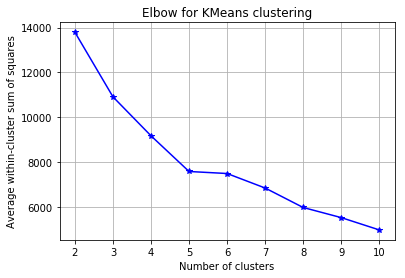 Elbow for KMeans clustering
Average within-cluster sum of squares
14000
12000
10000
8000
6000
2 3 4 5 6 7 8 9 10
Number of clusters